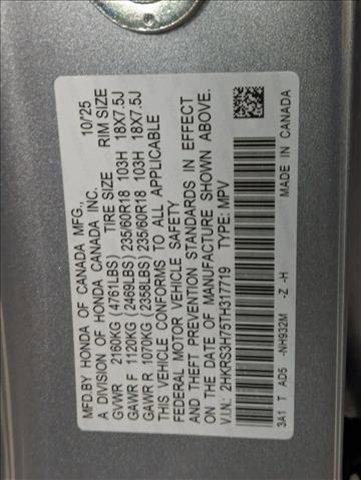 MFD.BY HONDA OF CANADA MFG., 10/25
A DIVISION OF HONDA CANADA INC.
TIRE SIZE RIM SIZE
GVWR 2160KG (4761LBS)
GAWR F 1120KG (2469LBS) 235/60R18 103H 18X7.5J
GAWR R 1070KG (2358LBS) 235/60R18 103H 18X7.5J
THIS VEHICLE CONFORMS TO ALL APPLICABLE
FEDERAL MOTOR VEHICLE SAFETY
AND THEFT PREVENTION STANDARDS IN EFFECT
ON THE DATE OF MANUFACTURE SHOWN ABOVE.
V.I.N.: 2HKRS3H75TH317719 TYPE: MPV
3A1 T AD5 -NH932M -Z -H MADE IN CANADA